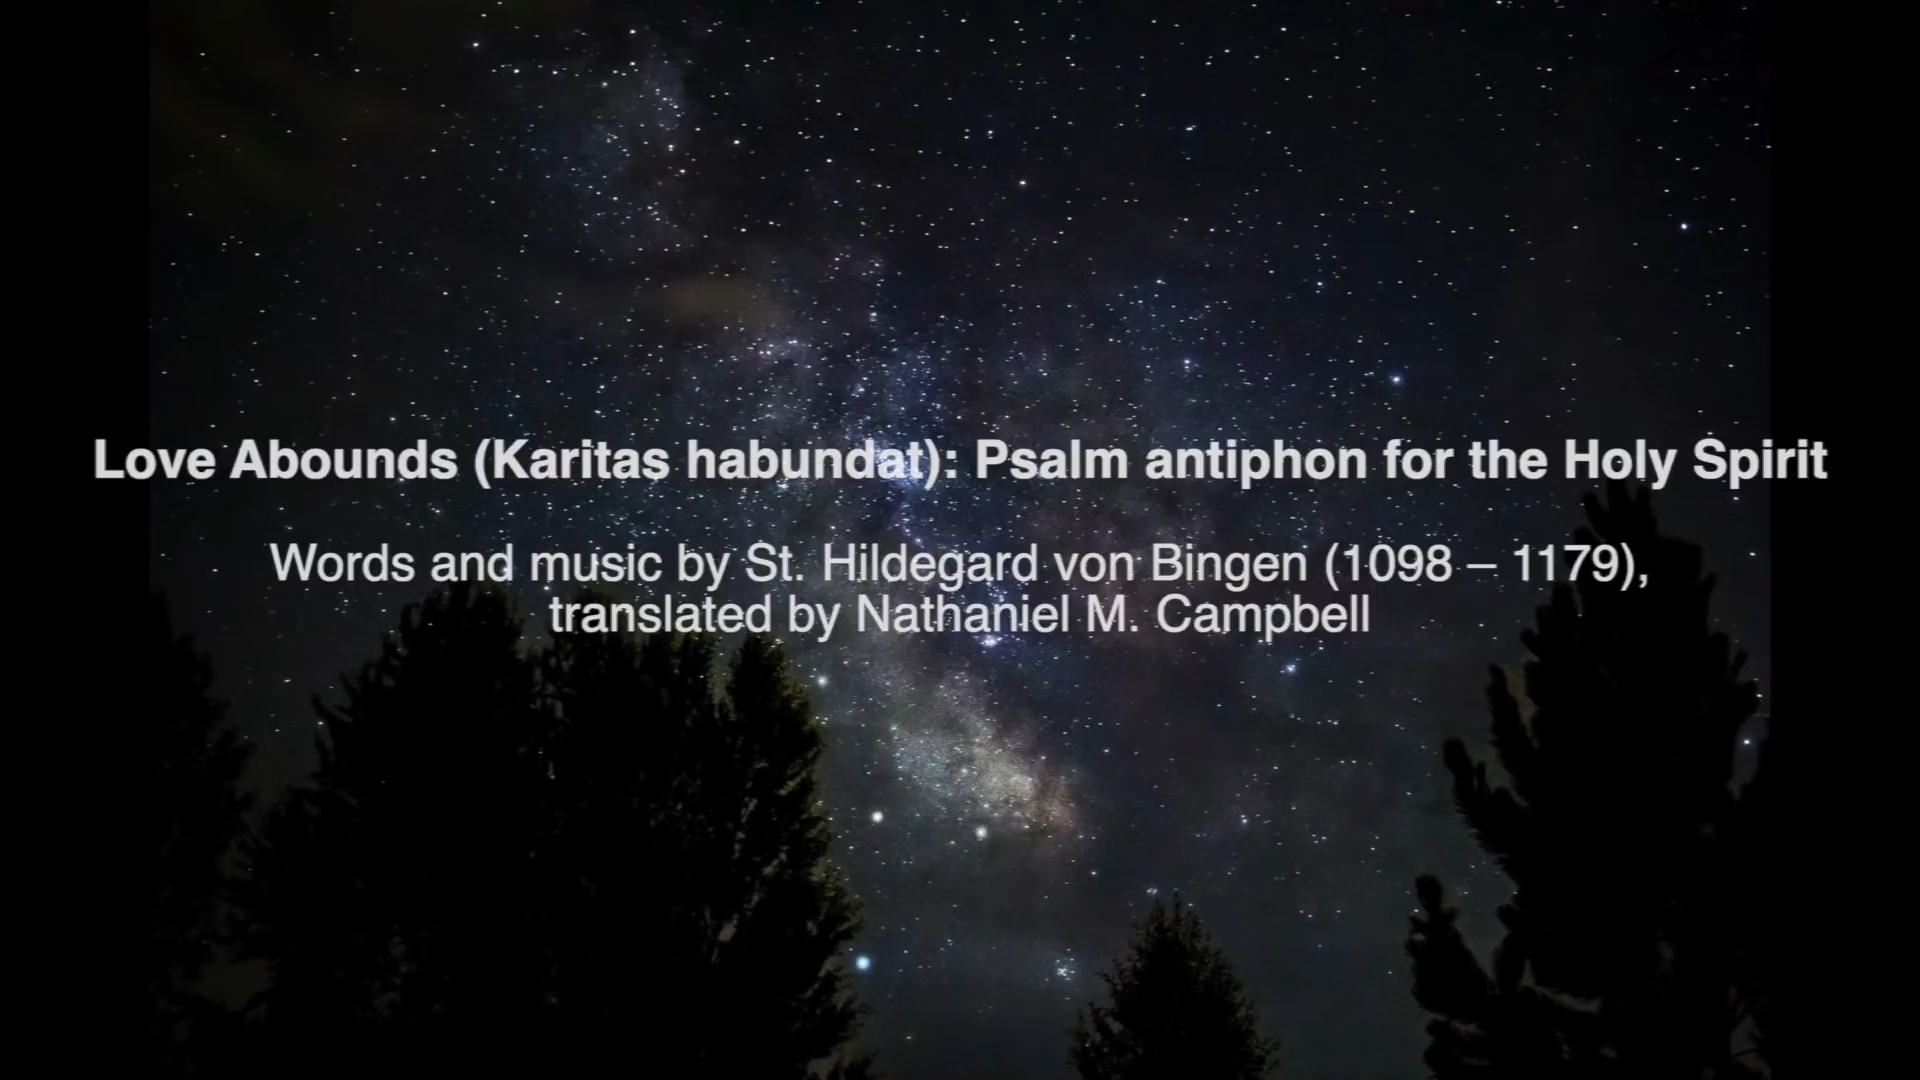 Love Abounds (Karitas habundat): Psalm antiphon for the Holy Spirit
Words and music by St. Hildegard von Bingen (1098 – 1179),
translated by Nathaniel M. Campbell